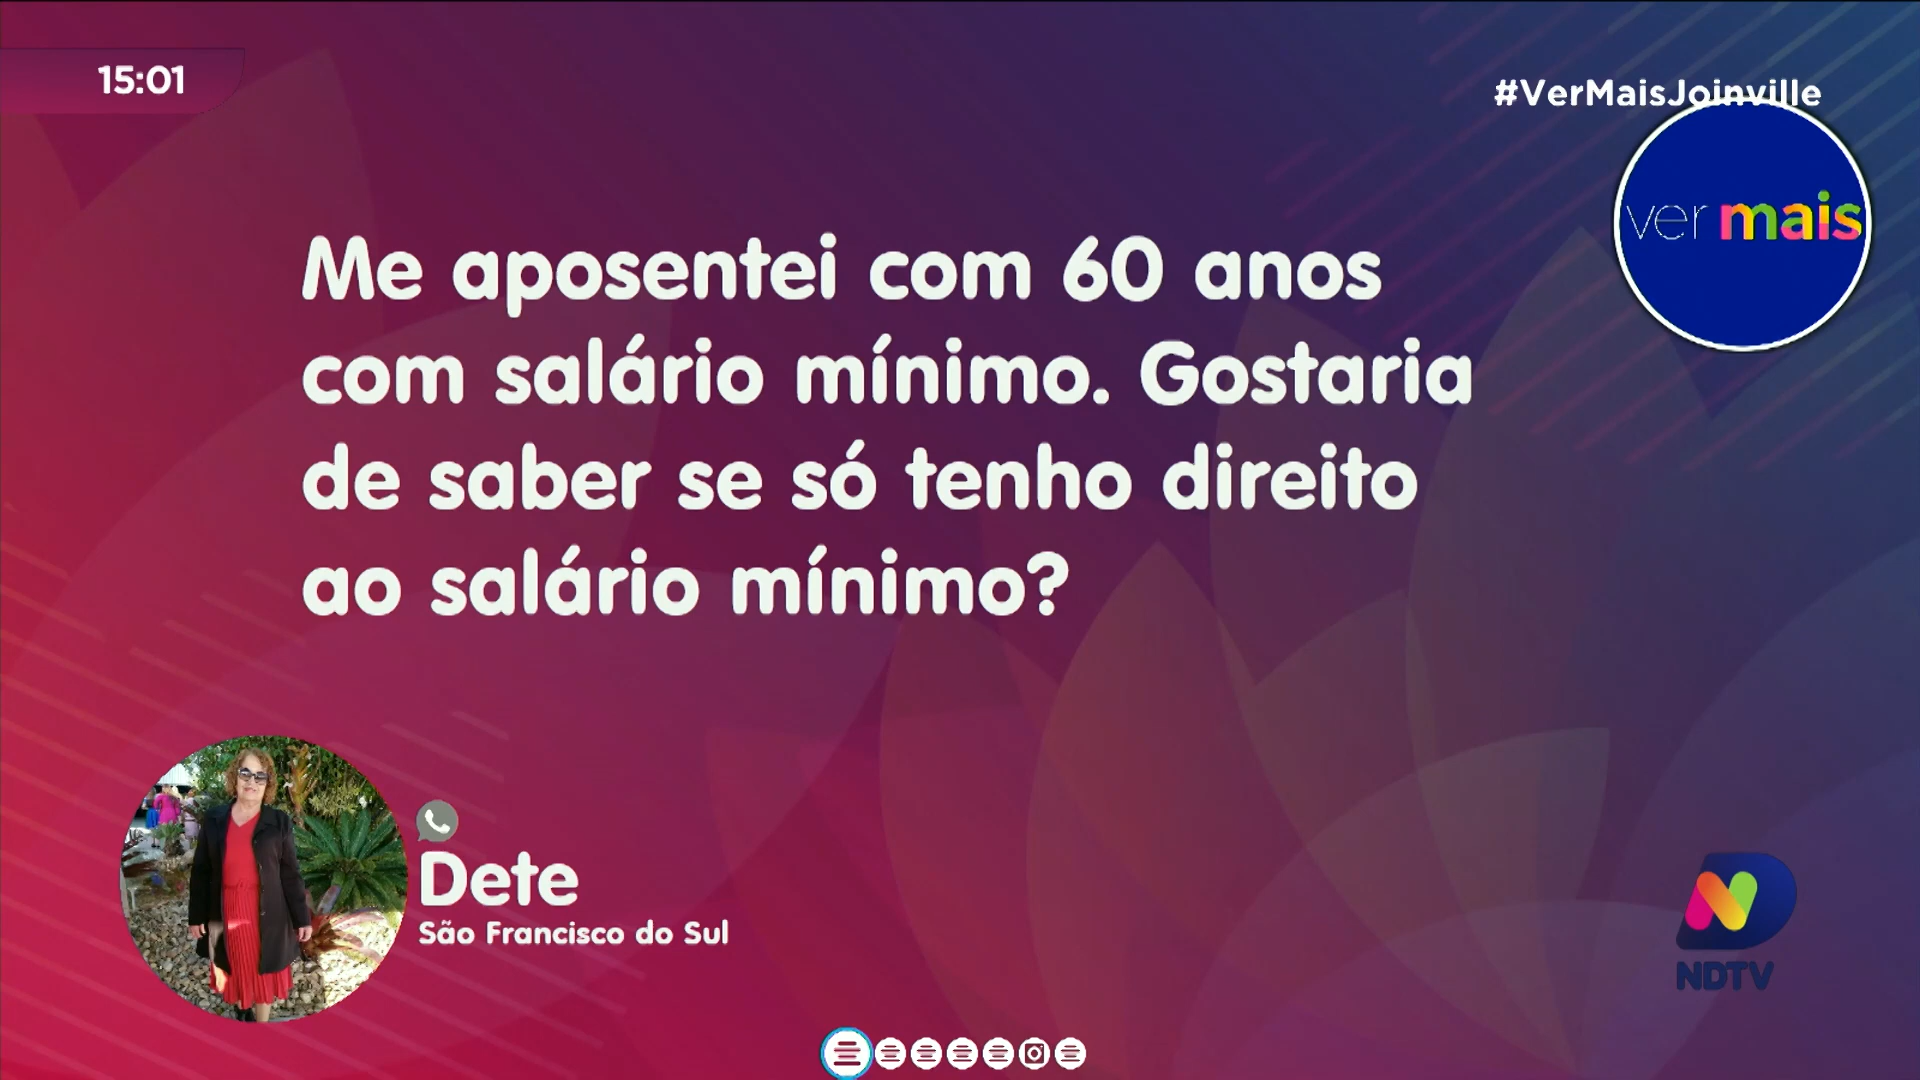 15:01
#VerMaisJoinville
ver mais
Me aposentei com 60 anos
com salário mínimo. Gostaria
de saber se só tenho direito
ao salário mínimo?
Dete
São Francisco do Sul
NDTV